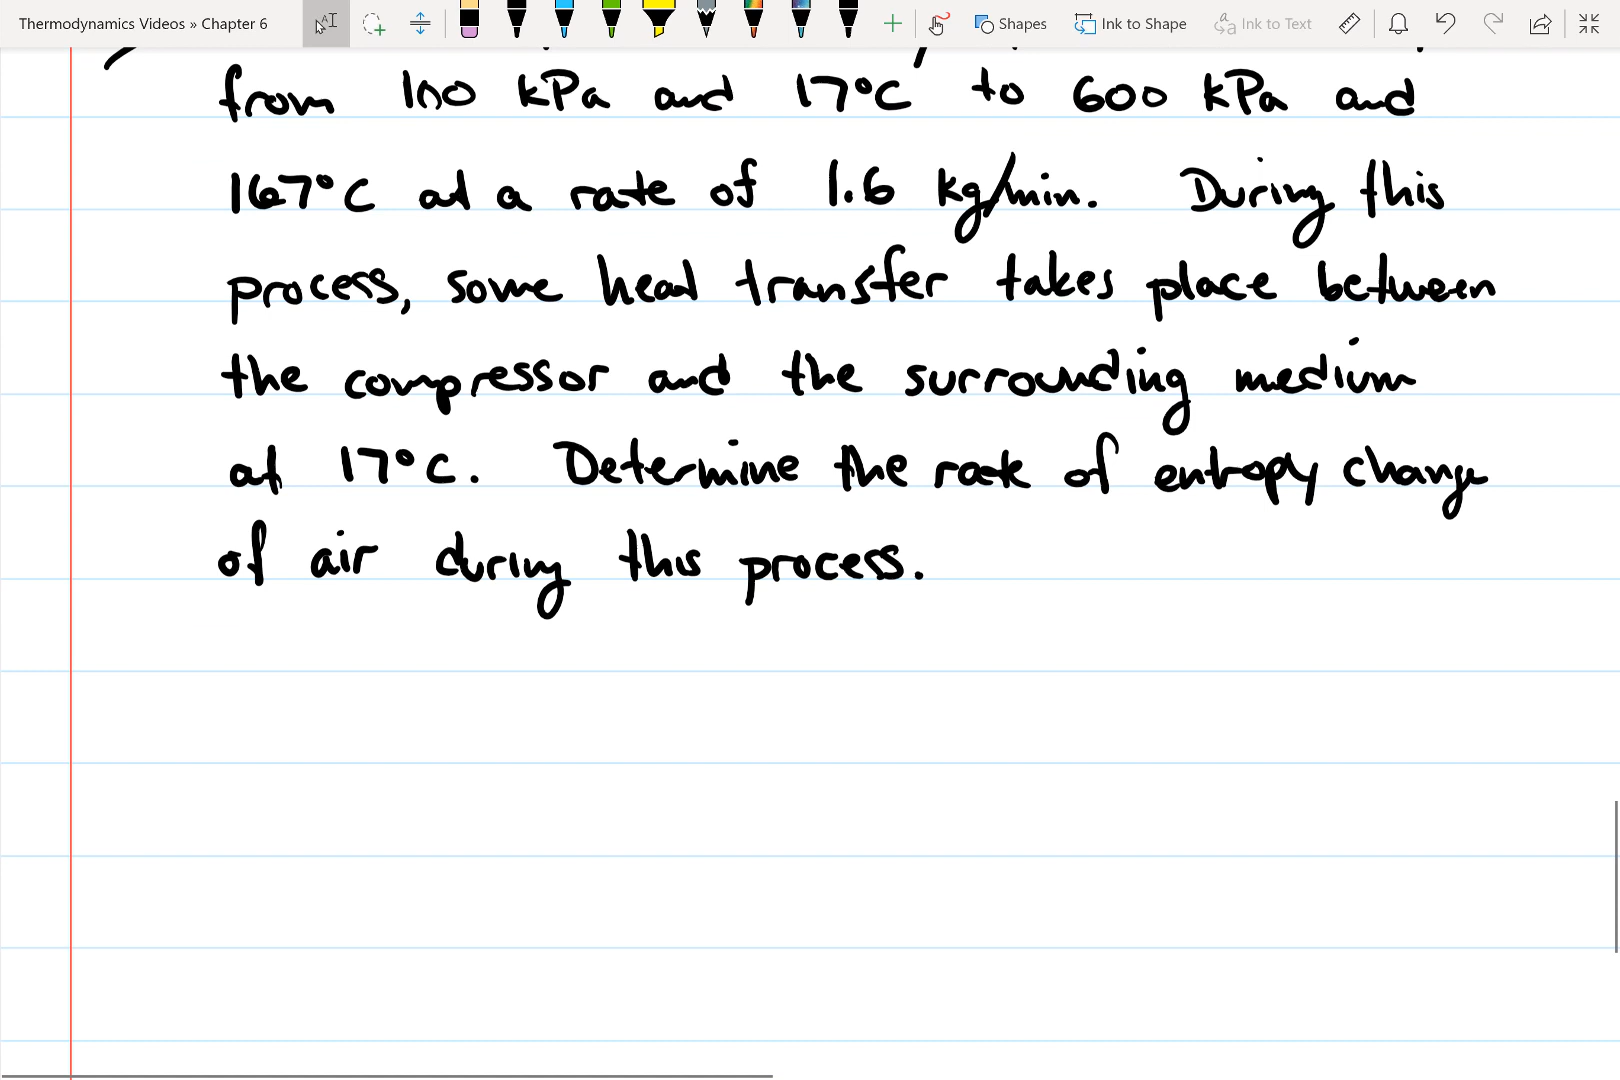 Thermodynamics Videos » Chapter 6 Shapes Ink to Shape Ink to Text
from 100 kPa and 17°C to 600 kPa and
167°C at a rate of 1.6 kg/min. During this
process, some heat transfer takes place between
the compressor and the surrounding medium
at 17°C. Determine the rate of entropy change
of air during this process.